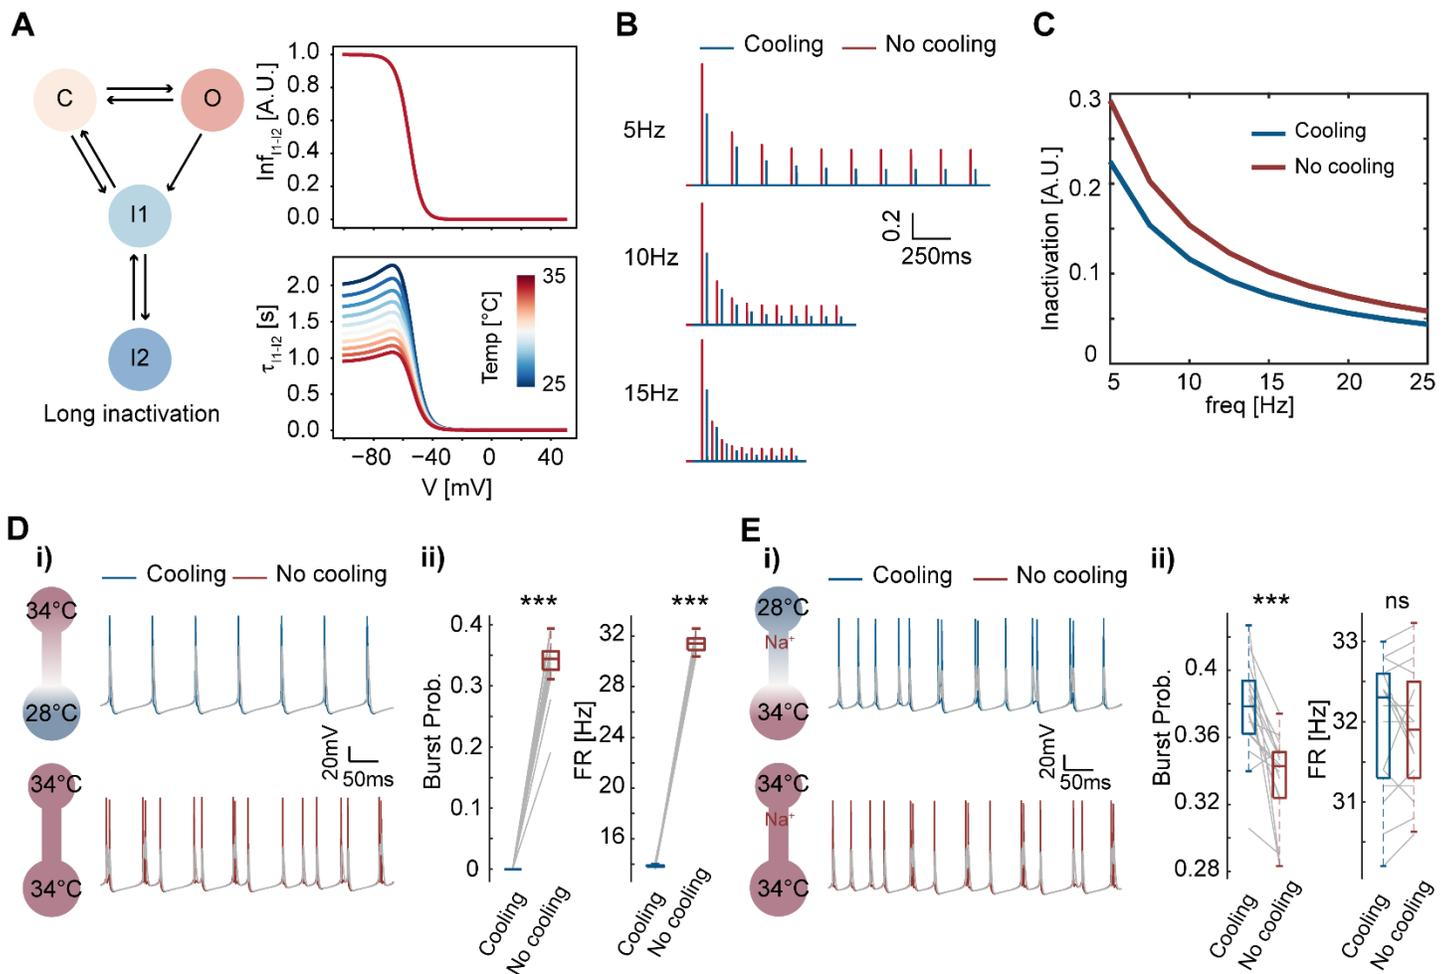 A
C
O
I1
I2
Long inactivation
Inf I1-I2 [A.U.]
1.0
0.8
0.6
0.4
0.2
0.0
τ I1-I2 [s]
2.0
1.5
1.0
0.5
0.0
Temp [°C]
35
25
−80
−40
0
40
V [mV]
B
Cooling
No cooling
5Hz
10Hz
15Hz
0.2
250ms
C
Inactivation [A.U.]
0.3
0.2
0.1
0
Cooling
No cooling
5
10
15
20
25
freq [Hz]
D
i)
Cooling
No cooling
34°C
28°C
20mV
50ms
34°C
34°C
ii)
***
Burst Prob.
0.4
0.3
0.2
0.1
0
Cooling
No cooling
***
FR [Hz]
32
28
24
20
16
Cooling
No cooling
E
i)
Cooling
No cooling
28°C
Na+
34°C
20mV
50ms
34°C
Na+
34°C
ii)
***
Burst Prob.
0.4
0.36
0.32
0.28
Cooling
No cooling
ns
FR [Hz]
33
32
31
Cooling
No cooling